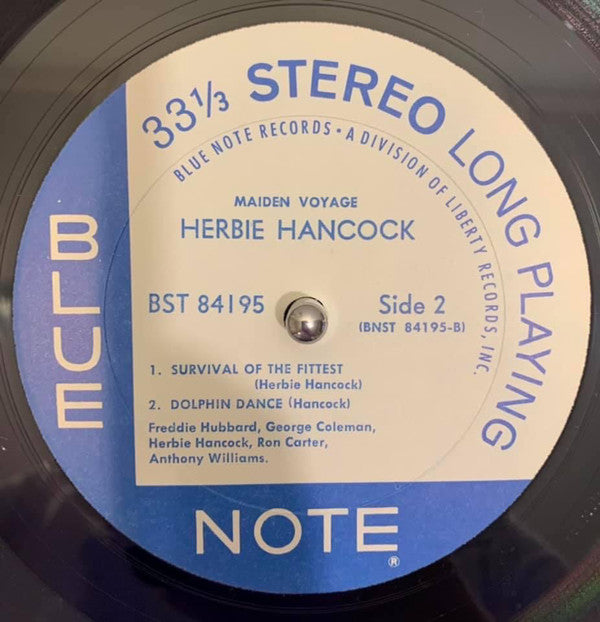 33⅓ STEREO LONG PLAYING
BLUE NOTE RECORDS • A DIVISION OF LIBERTY RECORDS, INC.
MAIDEN VOYAGE
HERBIE HANCOCK
BST 84195
Side 2
(BNST 84195-B)
1. SURVIVAL OF THE FITTEST
(Herbie Hancock)
2. DOLPHIN DANCE (Hancock)
Freddie Hubbard, George Coleman,
Herbie Hancock, Ron Carter,
Anthony Williams.
BLUE
NOTE®